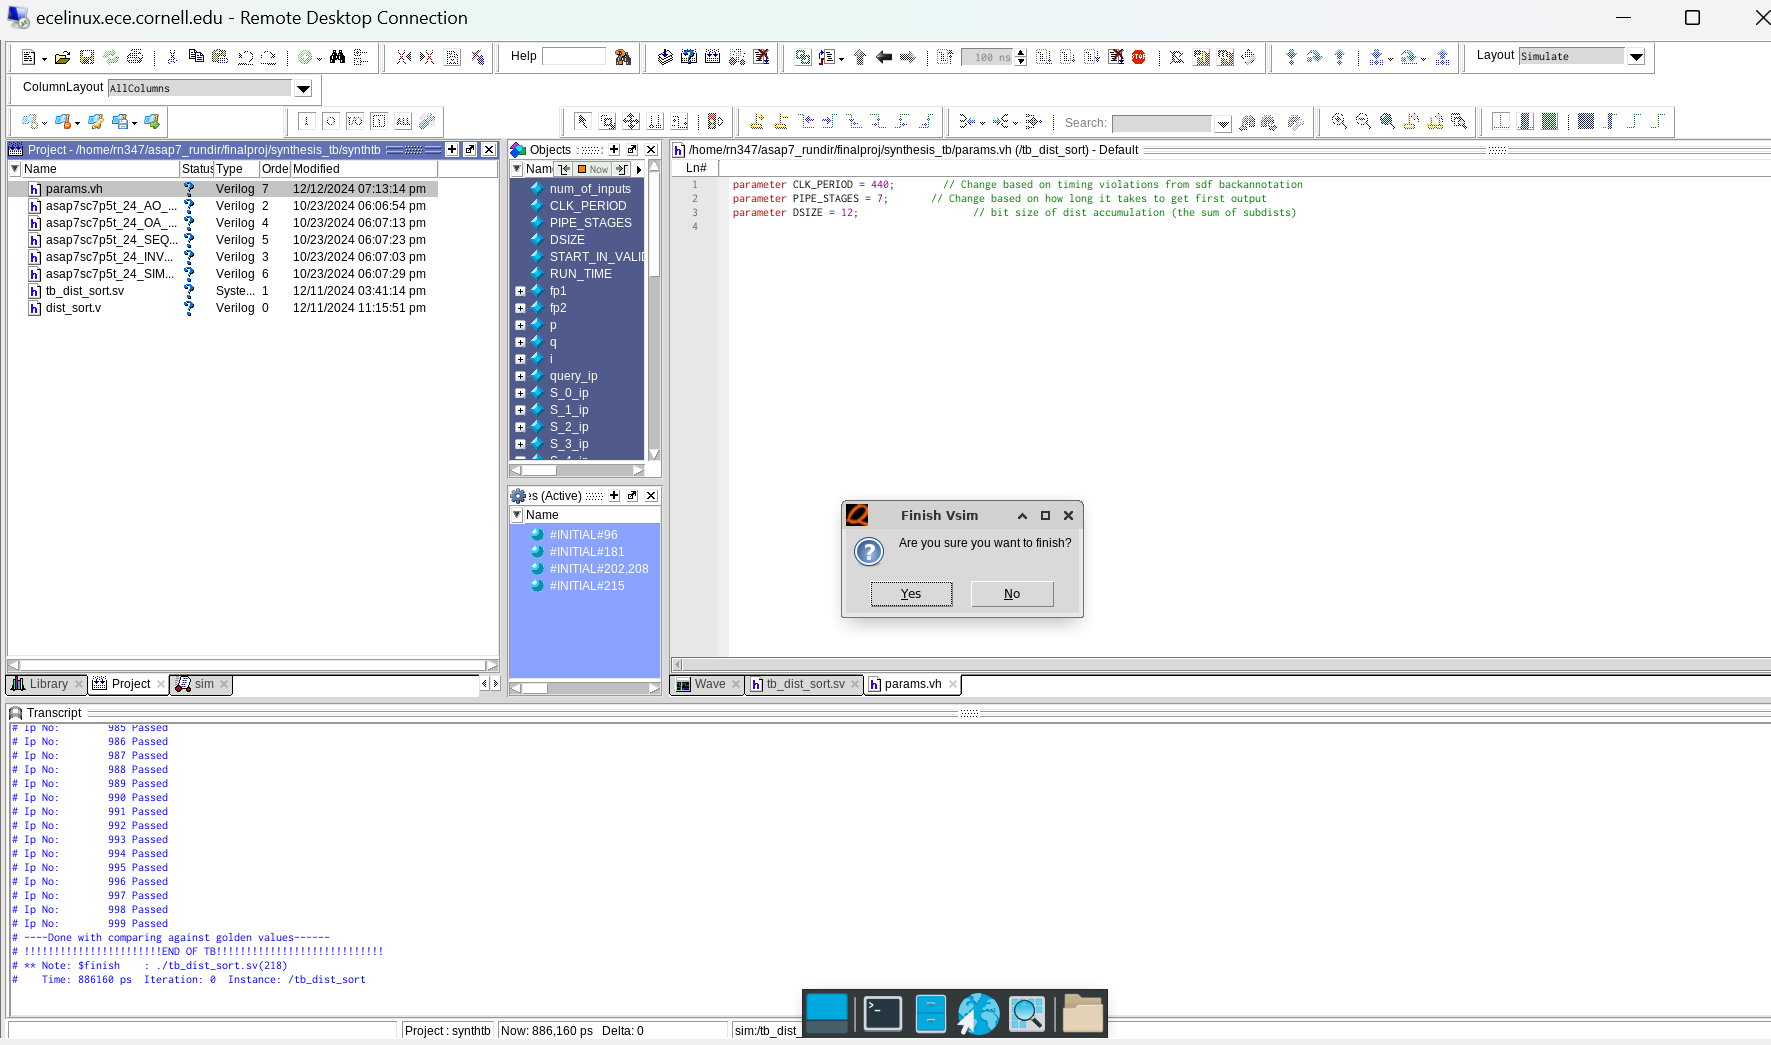 ecelinux.ece.cornell.edu - Remote Desktop Connection
Help
100 ns
Layout Simulate
ColumnLayout AllColumns
Search:
Project - /home/rn347/asap7_rundir/finalproj/synthesis_tb/synthtb
Name Status Type Orde Modified
params.vh ? Verilog 7 12/12/2024 07:13:14 pm
asap7sc7p5t_24_AO_... ? Verilog 2 10/23/2024 06:06:54 pm
asap7sc7p5t_24_OA_... ? Verilog 4 10/23/2024 06:07:13 pm
asap7sc7p5t_24_SEQ... ? Verilog 5 10/23/2024 06:07:23 pm
asap7sc7p5t_24_INV... ? Verilog 3 10/23/2024 06:07:03 pm
asap7sc7p5t_24_SIM... ? Verilog 6 10/23/2024 06:07:29 pm
tb_dist_sort.sv ? Syste... 1 12/11/2024 03:41:14 pm
dist_sort.v ? Verilog 0 12/11/2024 11:15:51 pm
Library
Project
sim
Objects
Name Now
num_of_inputs
CLK_PERIOD
PIPE_STAGES
DSIZE
START_IN_VALID
RUN_TIME
fp1
fp2
p
q
i
query_ip
S_0_ip
S_1_ip
S_2_ip
S_3_ip
es (Active)
Name
#INITIAL#96
#INITIAL#181
#INITIAL#202,208
#INITIAL#215
/home/rn347/asap7_rundir/finalproj/synthesis_tb/params.vh (/tb_dist_sort) - Default
Ln#
1 parameter CLK_PERIOD = 440; // Change based on timing violations from sdf backannotation
2 parameter PIPE_STAGES = 7; // Change based on how long it takes to get first output
3 parameter DSIZE = 12; // bit size of dist accumulation (the sum of subdists)
4
Finish Vsim
Are you sure you want to finish?
Yes No
Wave
tb_dist_sort.sv
params.vh
Transcript
# Ip No: 985 Passed
# Ip No: 986 Passed
# Ip No: 987 Passed
# Ip No: 988 Passed
# Ip No: 989 Passed
# Ip No: 990 Passed
# Ip No: 991 Passed
# Ip No: 992 Passed
# Ip No: 993 Passed
# Ip No: 994 Passed
# Ip No: 995 Passed
# Ip No: 996 Passed
# Ip No: 997 Passed
# Ip No: 998 Passed
# Ip No: 999 Passed
# ----Done with comparing against golden values------
# !!!!!!!!!!!!!!!!!!!!!!!END OF TB!!!!!!!!!!!!!!!!!!!!!!!!!!!!
# ** Note: $finish : ./tb_dist_sort.sv(218)
# Time: 886160 ps Iteration: 0 Instance: /tb_dist_sort
Project : synthtb
Now: 886,160 ps Delta: 0
sim:/tb_dist_